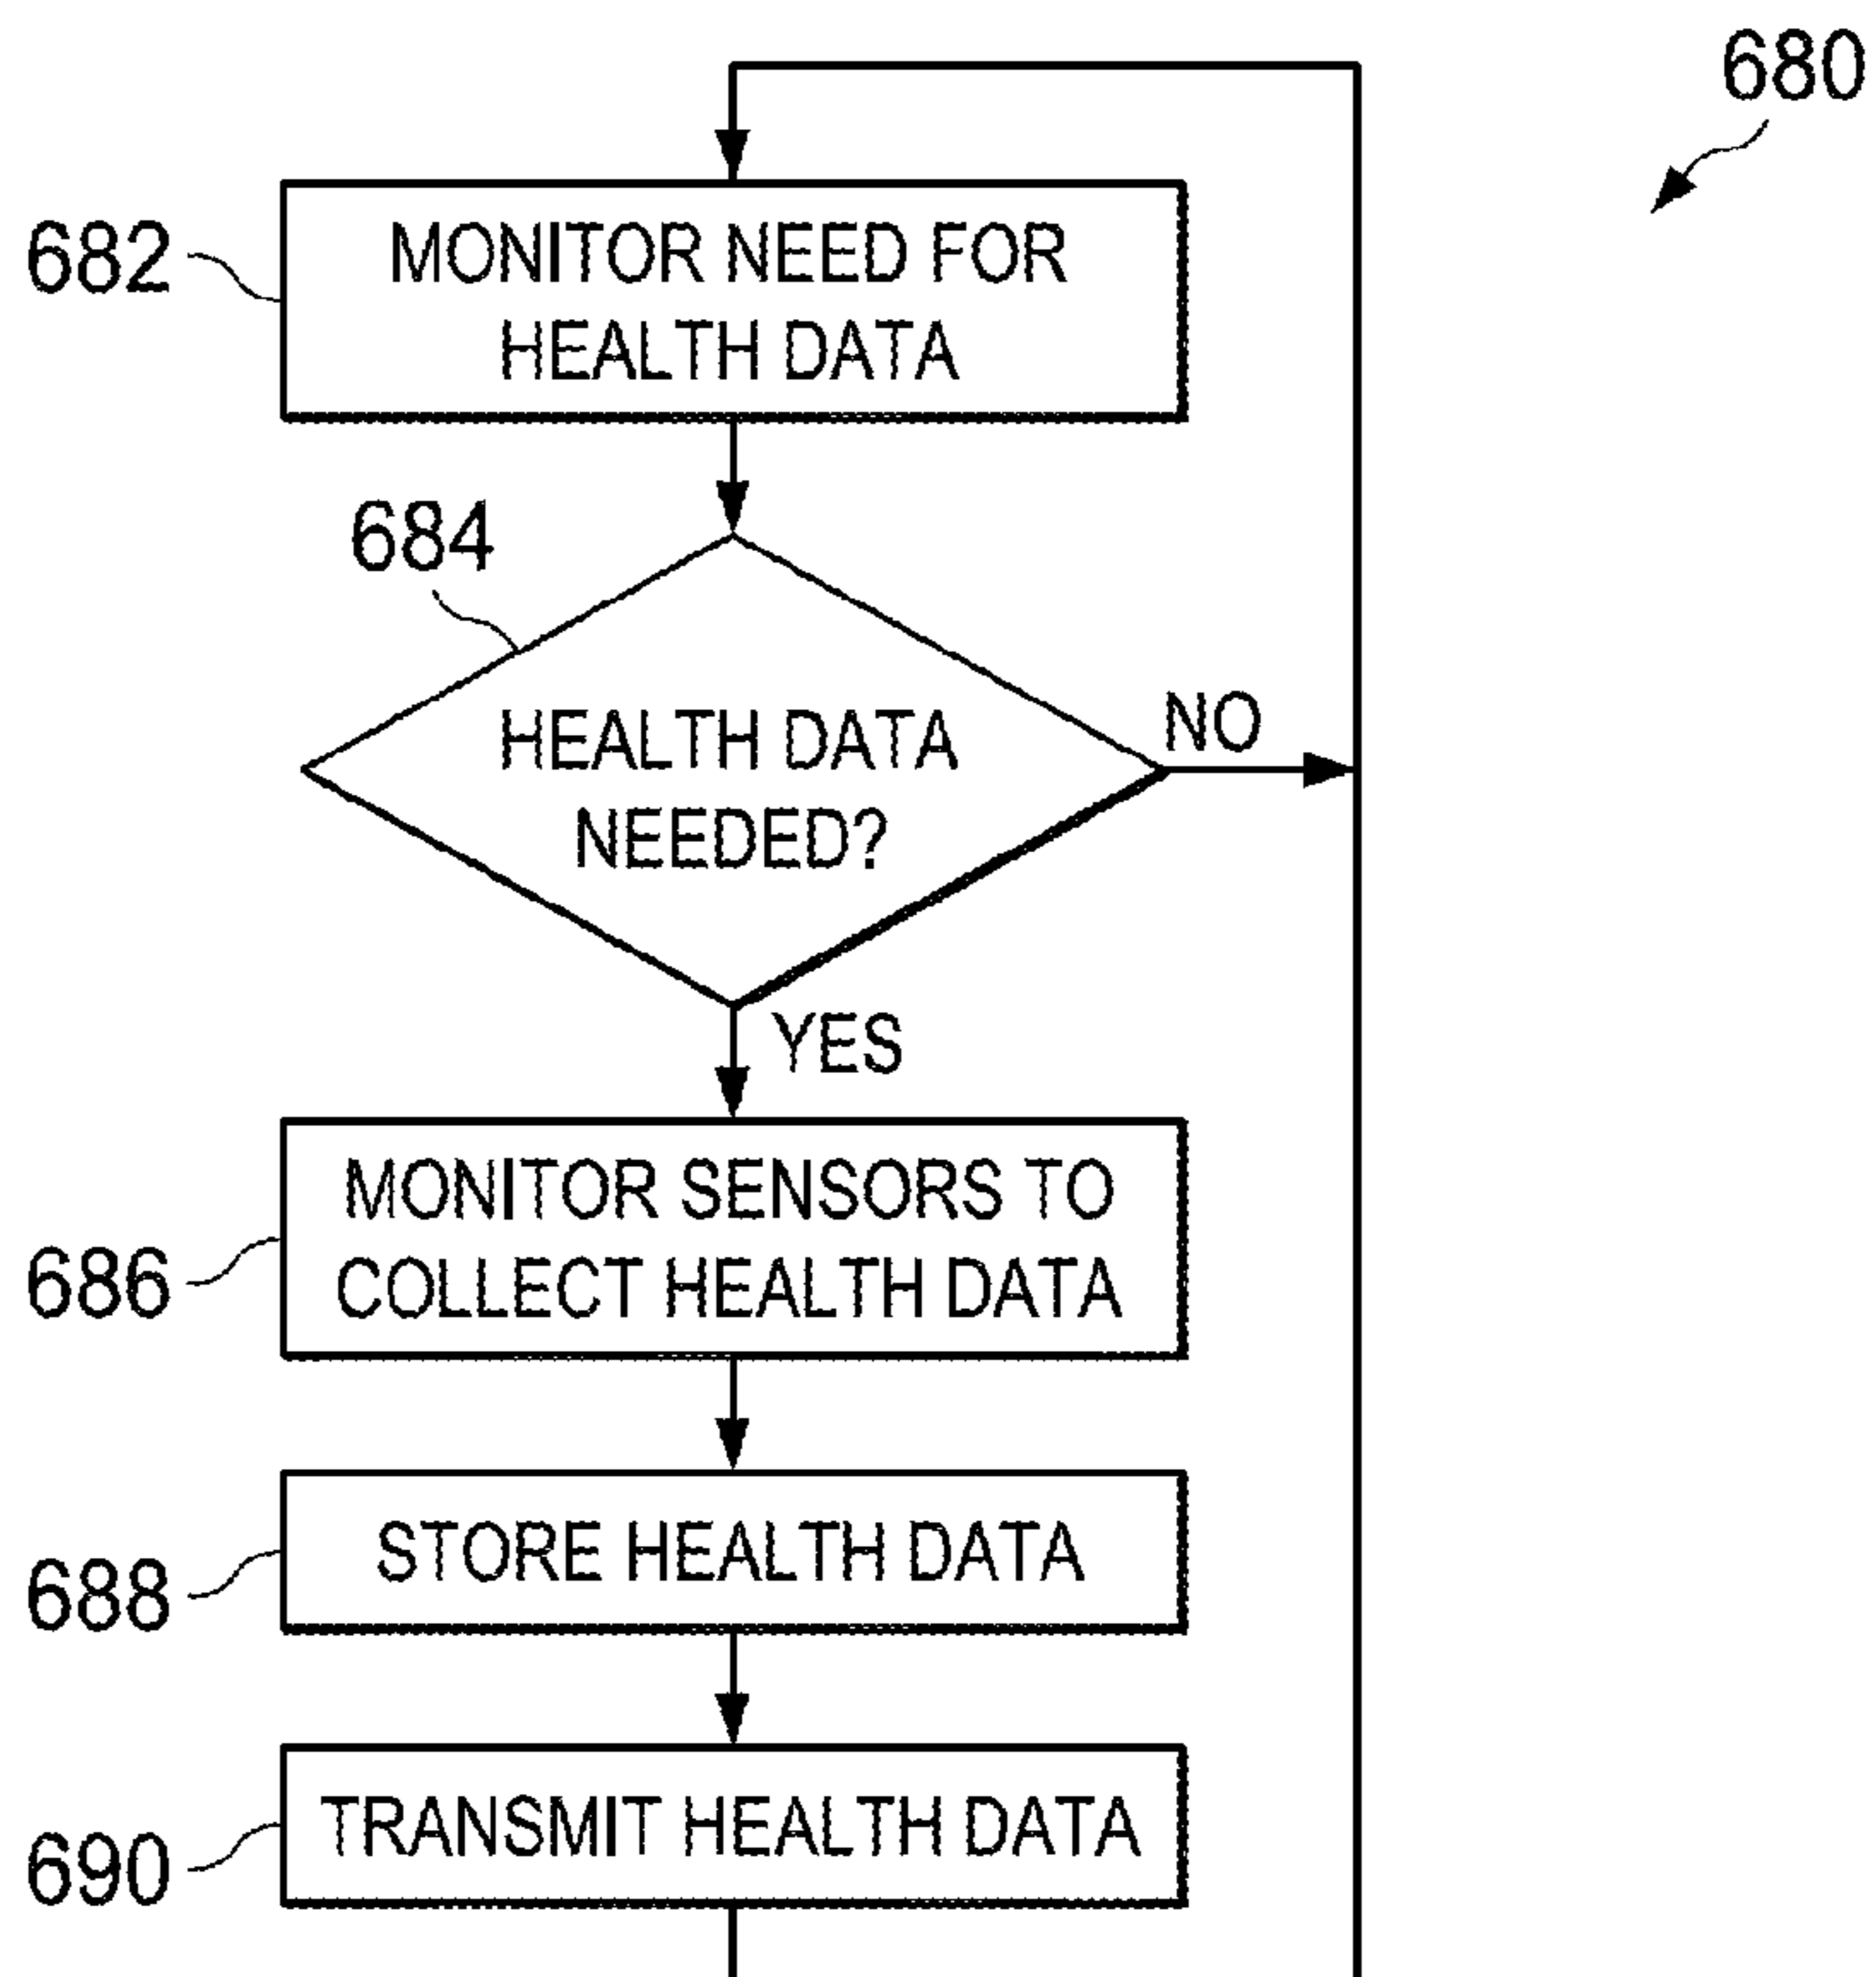 680
682
MONITOR NEED FOR
HEALTH DATA
684
HEALTH DATA
NEEDED?
NO
YES
686
MONITOR SENSORS TO
COLLECT HEALTH DATA
688
STORE HEALTH DATA
690
TRANSMIT HEALTH DATA